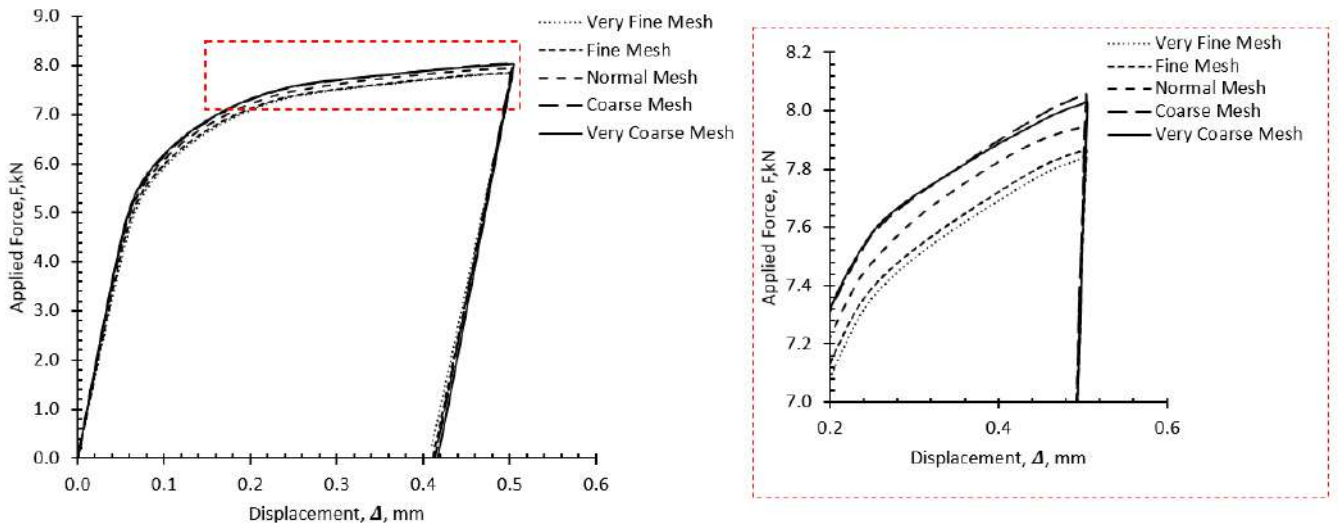 9.0
8.0
7.0
6.0
5.0
4.0
3.0
2.0
1.0
0.0
Applied Force,F,kN
0.0 0.1 0.2 0.3 0.4 0.5 0.6
Displacement, Δ, mm
Very Fine Mesh
Fine Mesh
Normal Mesh
Coarse Mesh
Very Coarse Mesh
8.2
8.0
7.8
7.6
7.4
7.2
7.0
Applied Force, F,kN
0.2 0.4 0.6
Displacement, Δ, mm
Very Fine Mesh
Fine Mesh
Normal Mesh
Coarse Mesh
Very Coarse Mesh